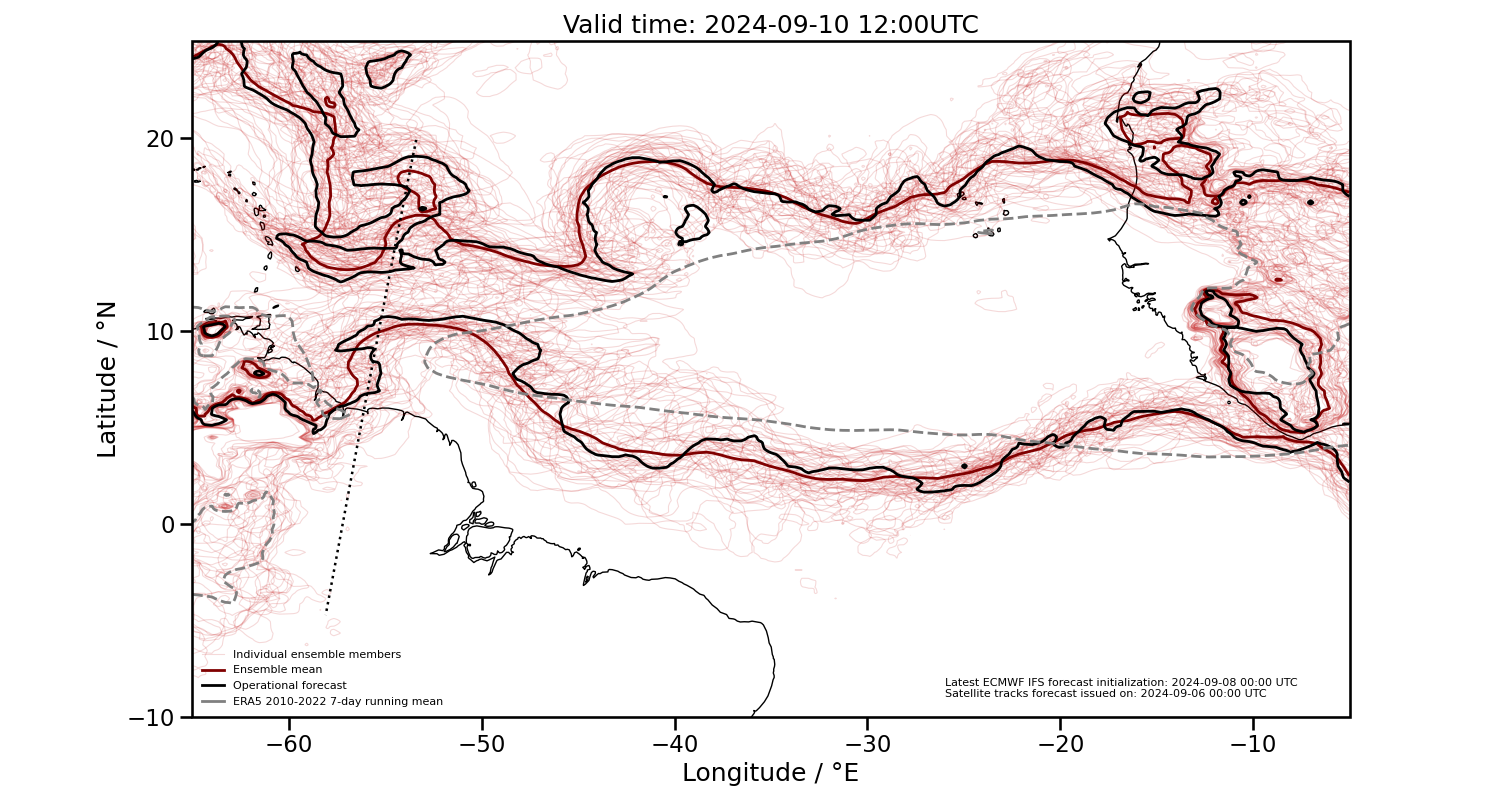 Valid time: 2024-09-10 12:00UTC
Latitude / °N
20
10
0
−10
Individual ensemble members
Ensemble mean
Operational forecast
ERA5 2010-2022 7-day running mean
Latest ECMWF IFS forecast initialization: 2024-09-08 00:00 UTC
Satellite tracks forecast issued on: 2024-09-06 00:00 UTC
−60 −50 −40 −30 −20 −10
Longitude / °E